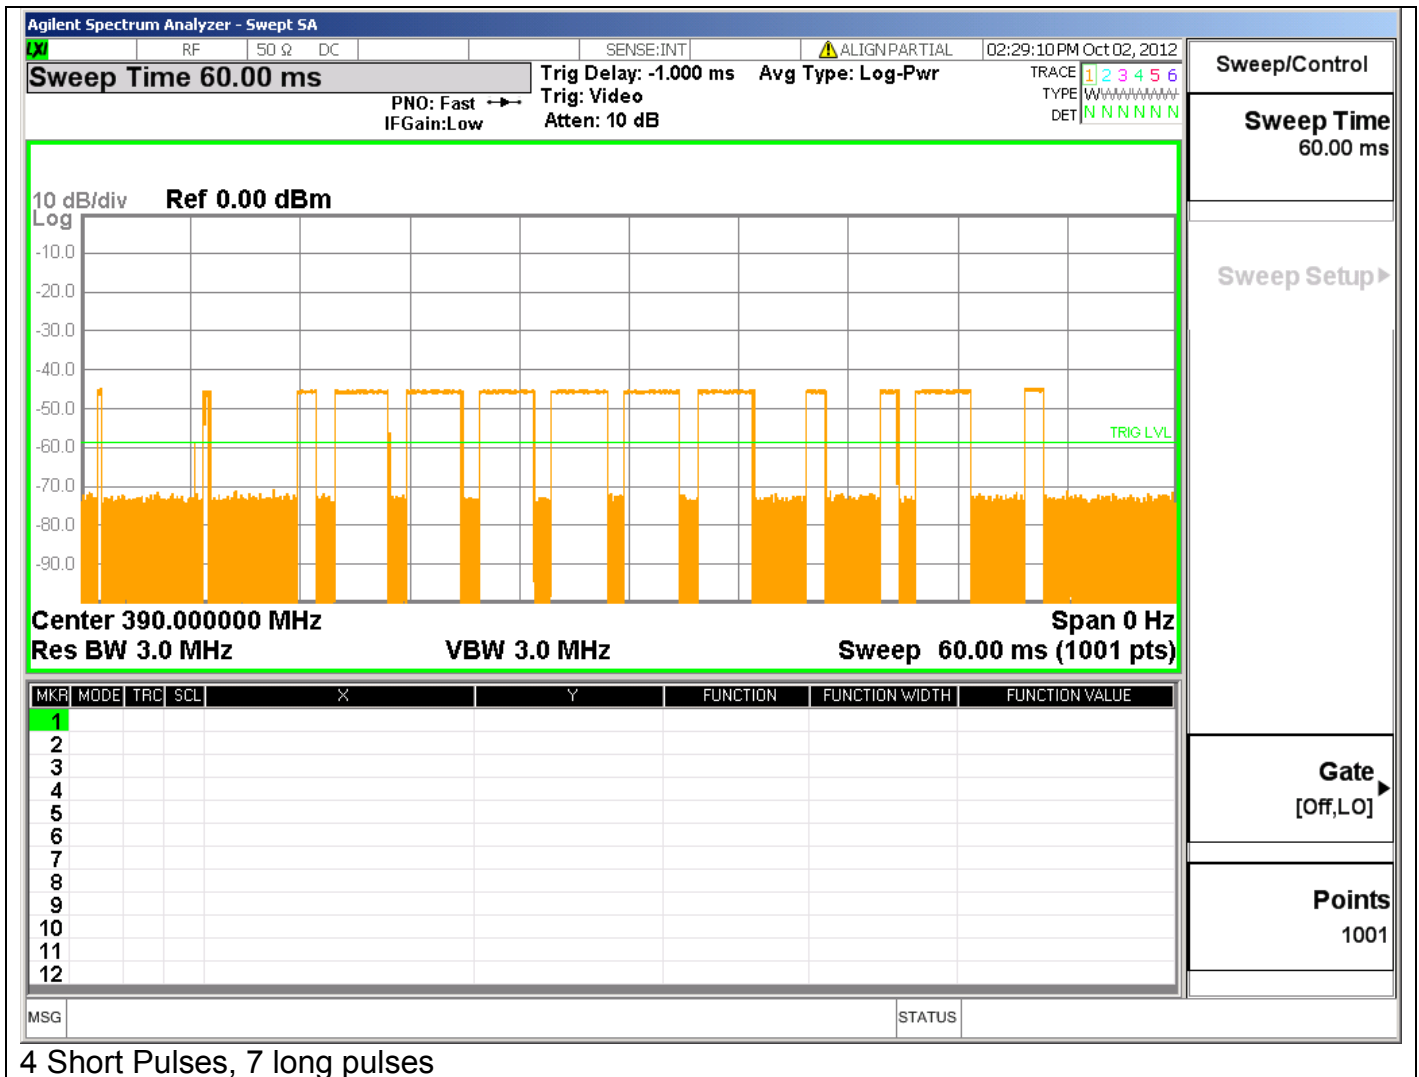 Agilent Spectrum Analyzer - Swept SA
LXI RF 50 Ω DC SENSE:INT ALIGN PARTIAL 02:29:10 PM Oct 02, 2012
Sweep Time 60.00 ms
PNO: Fast
IFGain:Low
Trig Delay: -1.000 ms
Trig: Video
Atten: 10 dB
Avg Type: Log-Pwr
TRACE 1 2 3 4 5 6
TYPE WWWWWW
DET N N N N N N
10 dB/div Ref 0.00 dBm
Log
-10.0
-20.0
-30.0
-40.0
-50.0
-60.0
-70.0
-80.0
-90.0
TRIG LVL
Center 390.000000 MHz Span 0 Hz
Res BW 3.0 MHz VBW 3.0 MHz Sweep 60.00 ms (1001 pts)
MKR MODE TRC SCL X Y FUNCTION FUNCTION WIDTH FUNCTION VALUE
1
2
3
4
5
6
7
8
9
10
11
12
MSG STATUS
Sweep/Control
Sweep Time
60.00 ms
Sweep Setup
Gate
[Off,LO]
Points
1001
4 Short Pulses, 7 long pulses